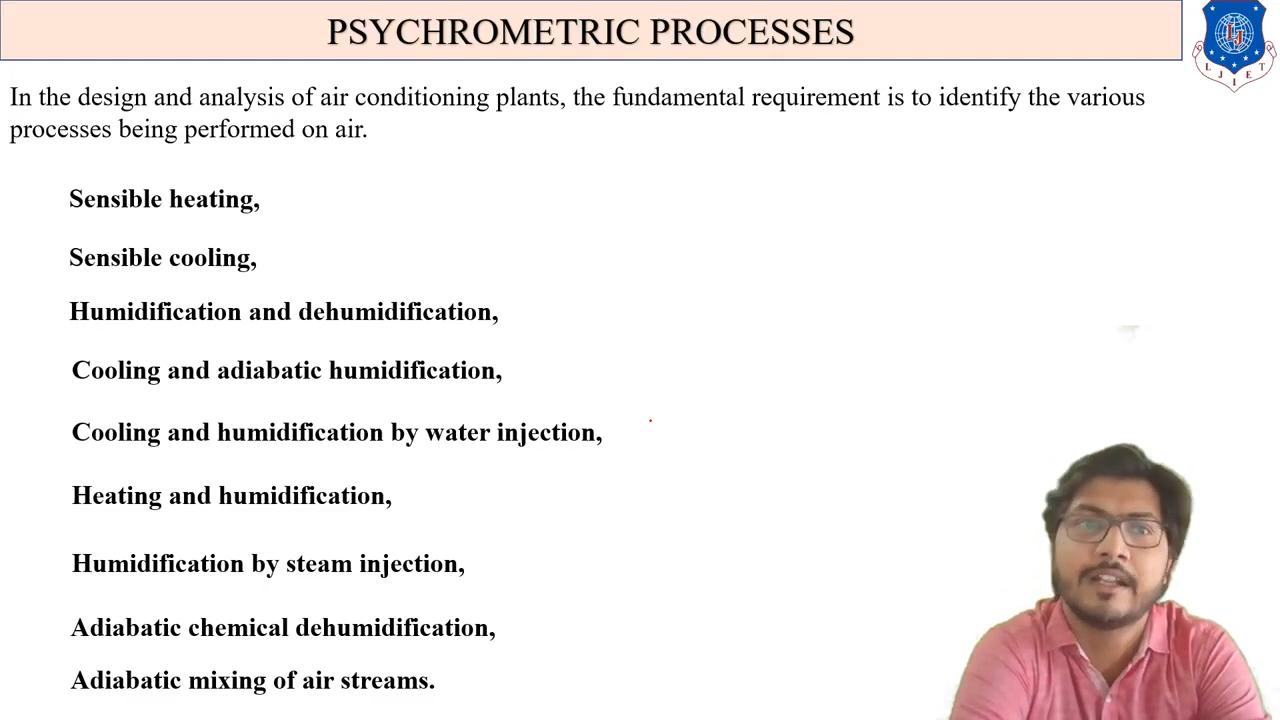 PSYCHROMETRIC PROCESSES
LJ
L J I E T
In the design and analysis of air conditioning plants, the fundamental requirement is to identify the various
processes being performed on air.
Sensible heating,
Sensible cooling,
Humidification and dehumidification,
Cooling and adiabatic humidification,
Cooling and humidification by water injection,
Heating and humidification,
Humidification by steam injection,
Adiabatic chemical dehumidification,
Adiabatic mixing of air streams.